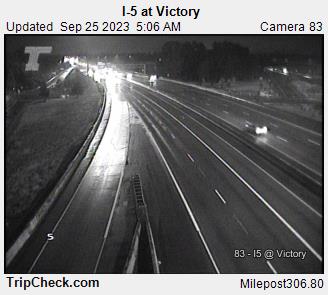 I-5 at Victory
Updated Sep 25 2023 5:06 AM Camera 83
T
S
83 - I5 @ Victory
TripCheck.com Milepost306.80